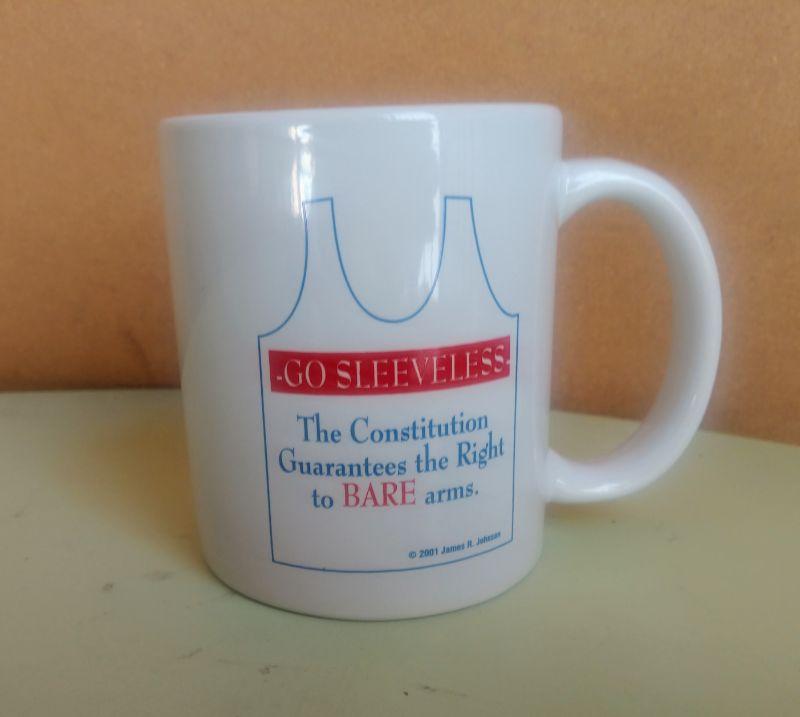 -GO SLEEVELESS-
The Constitution
Guarantees the Right
to BARE arms.
© 2001 James R. Johnson